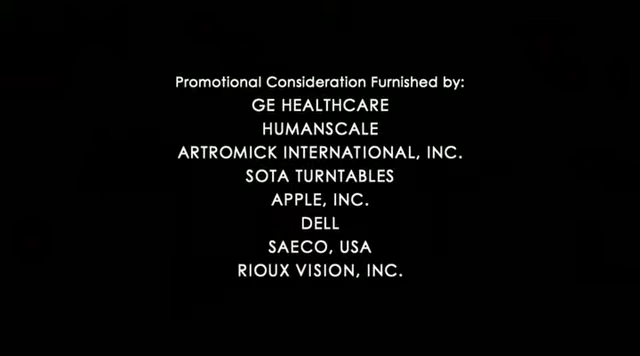 Promotional Consideration Furnished by:
GE HEALTHCARE
HUMANSCALE
ARTROMICK INTERNATIONAL, INC.
SOTA TURNTABLES
APPLE, INC.
DELL
SAECO, USA
RIOUX VISION, INC.